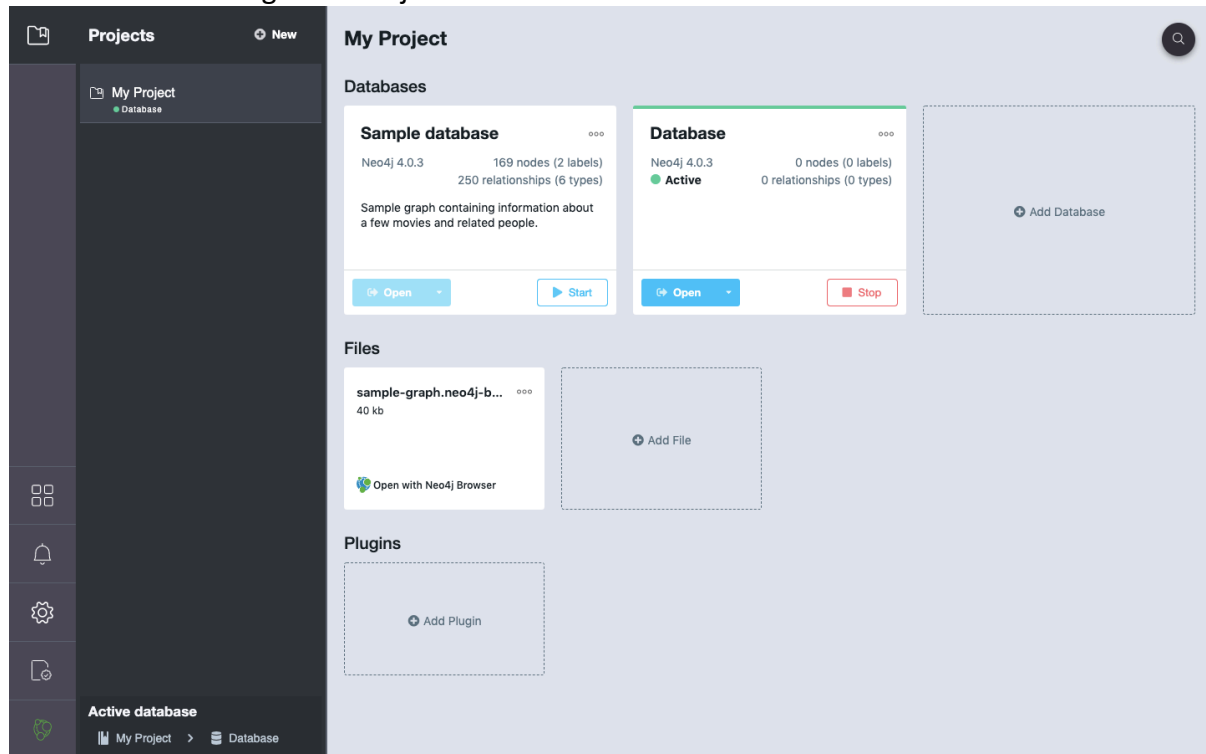 Projects
New
My Project
Database
Active database
My Project > Database
My Project
Databases
Sample database
Neo4j 4.0.3
169 nodes (2 labels)
250 relationships (6 types)
Sample graph containing information about
a few movies and related people.
Open
Start
Database
Neo4j 4.0.3
0 nodes (0 labels)
Active
0 relationships (0 types)
Open
Stop
Add Database
Files
sample-graph.neo4j-b...
40 kb
Open with Neo4j Browser
Add File
Plugins
Add Plugin